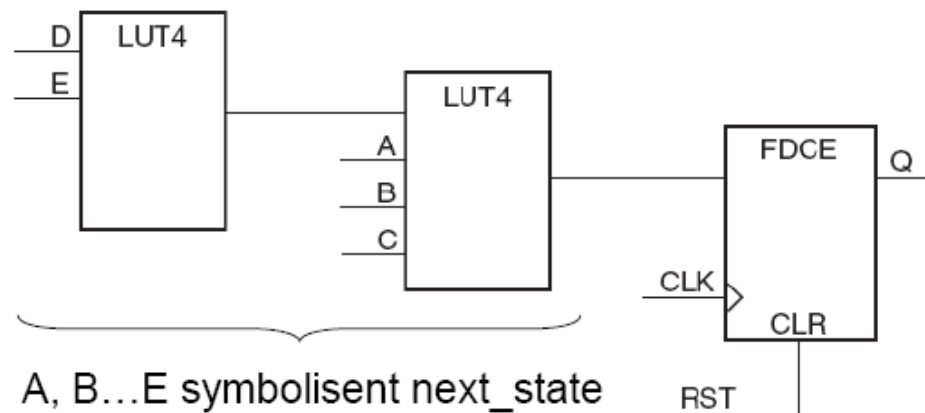 D
LUT4
E
LUT4
A
B
C
FDCE
Q
CLK
CLR
RST
A, B...E symbolisent next_state